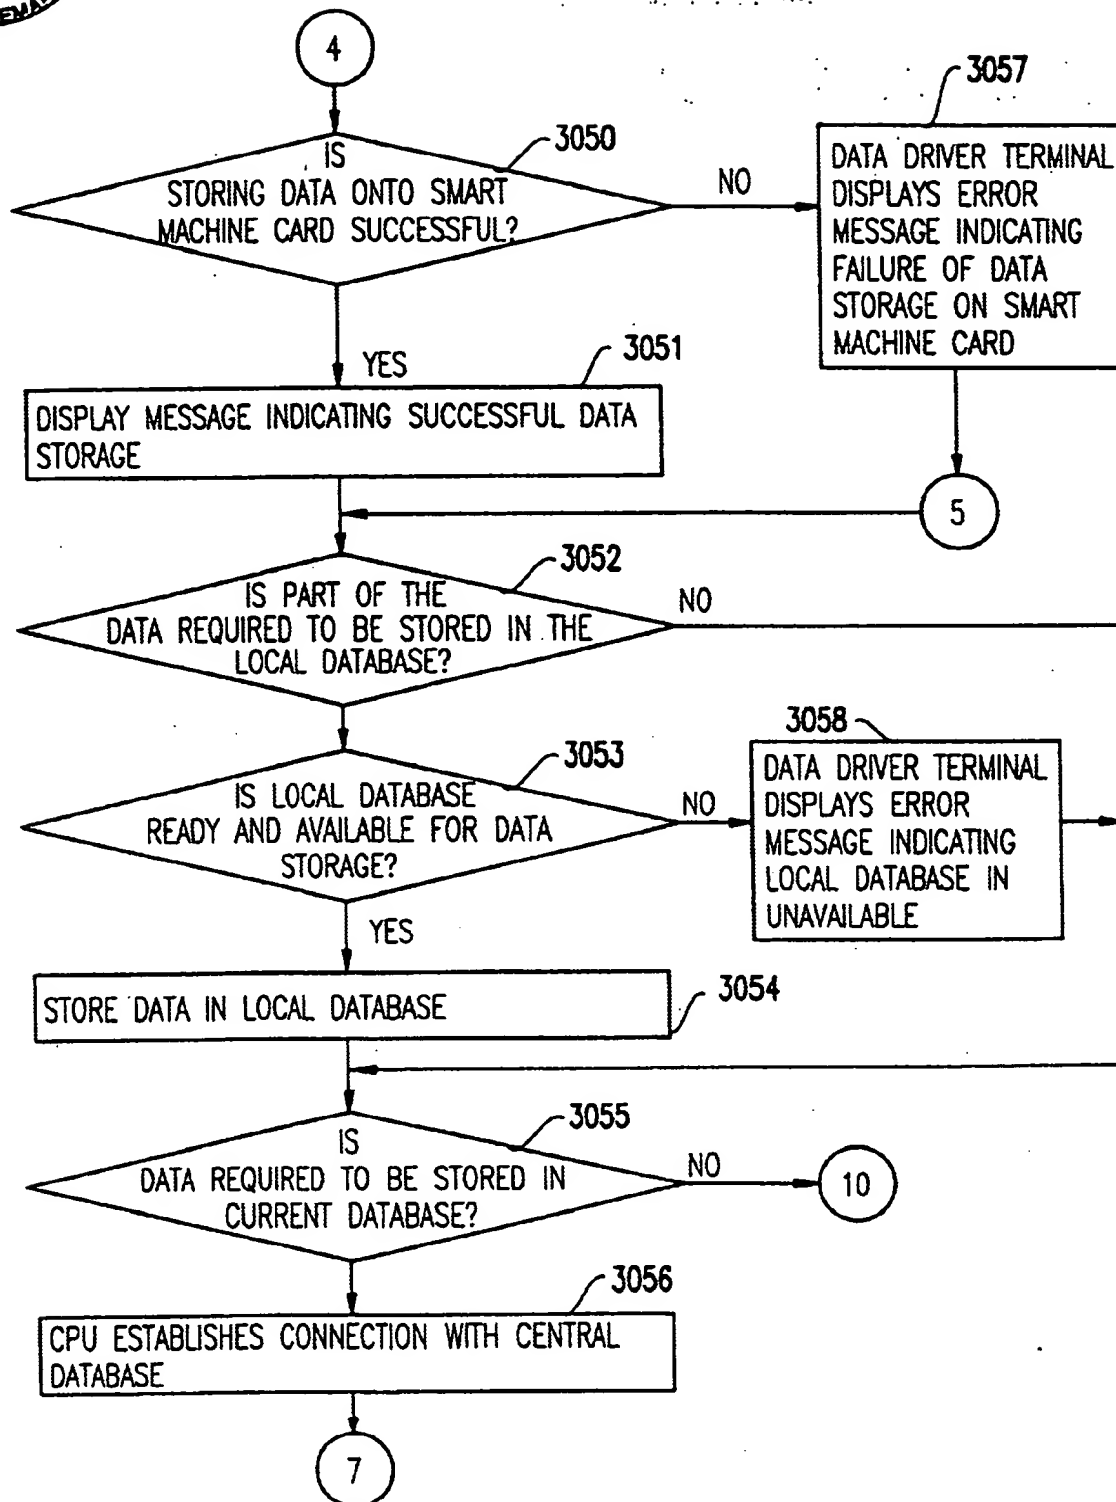 4
3050
IS
STORING DATA ONTO SMART
MACHINE CARD SUCCESSFUL?
NO
3057
DATA DRIVER TERMINAL
DISPLAYS ERROR
MESSAGE INDICATING
FAILURE OF DATA
STORAGE ON SMART
MACHINE CARD
YES
3051
DISPLAY MESSAGE INDICATING SUCCESSFUL DATA
STORAGE
5
3052
IS PART OF THE
DATA REQUIRED TO BE STORED IN THE
LOCAL DATABASE?
NO
3053
IS LOCAL DATABASE
READY AND AVAILABLE FOR DATA
STORAGE?
NO
3058
DATA DRIVER TERMINAL
DISPLAYS ERROR
MESSAGE INDICATING
LOCAL DATABASE IN
UNAVAILABLE
YES
STORE DATA IN LOCAL DATABASE
3054
3055
IS
DATA REQUIRED TO BE STORED IN
CURRENT DATABASE?
NO
10
3056
CPU ESTABLISHES CONNECTION WITH CENTRAL
DATABASE
7